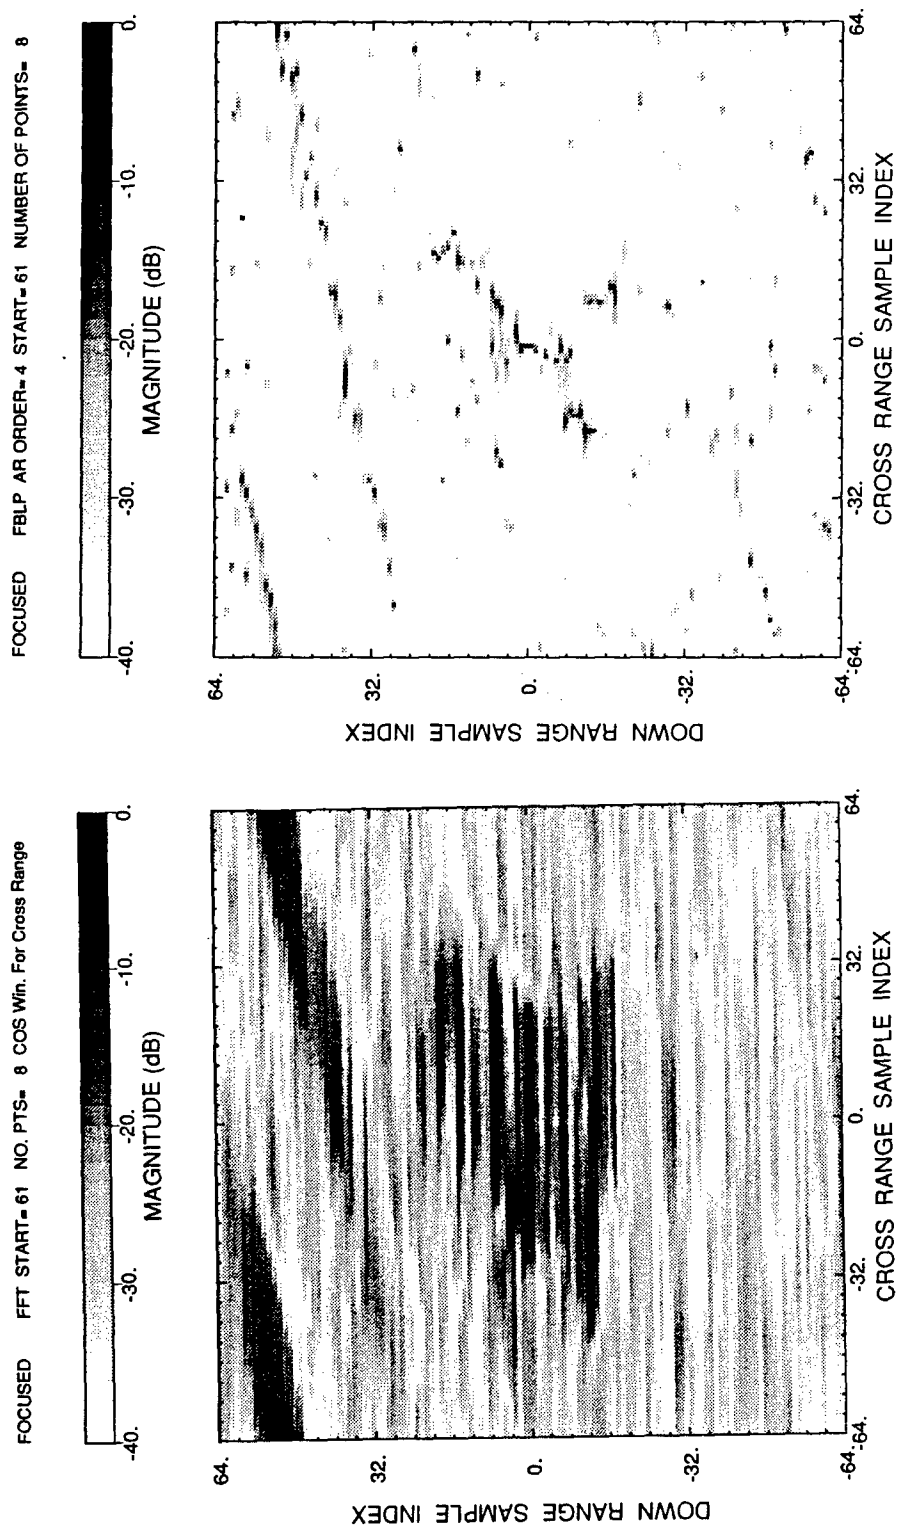 FOCUSED FFT START= 61 NO. PTS= 8 COS Win. For Cross Range
-40. -30. -20. -10. 0.
MAGNITUDE (dB)
64.
32.
0.
-32.
-64.
DOWN RANGE SAMPLE INDEX
-64. -32. 0. 32. 64.
CROSS RANGE SAMPLE INDEX
FOCUSED FBLP AR ORDER= 4 START= 61 NUMBER OF POINTS= 8
-40. -30. -20. -10. 0.
MAGNITUDE (dB)
64.
32.
0.
-32.
-64.
DOWN RANGE SAMPLE INDEX
-64. -32. 0. 32. 64.
CROSS RANGE SAMPLE INDEX